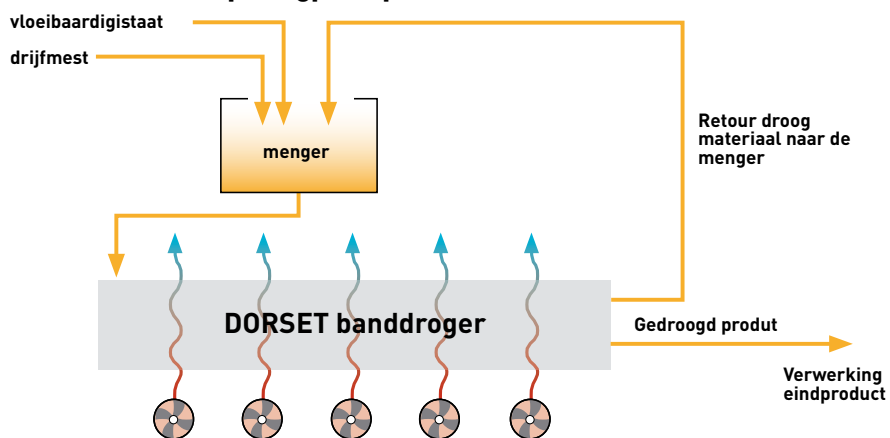 vloeibaardigistaat
drijfmest
menger
Retour droog
materiaal naar de
menger
DORSET banddroger
Gedroogd produt
Verwerking
eindproduct